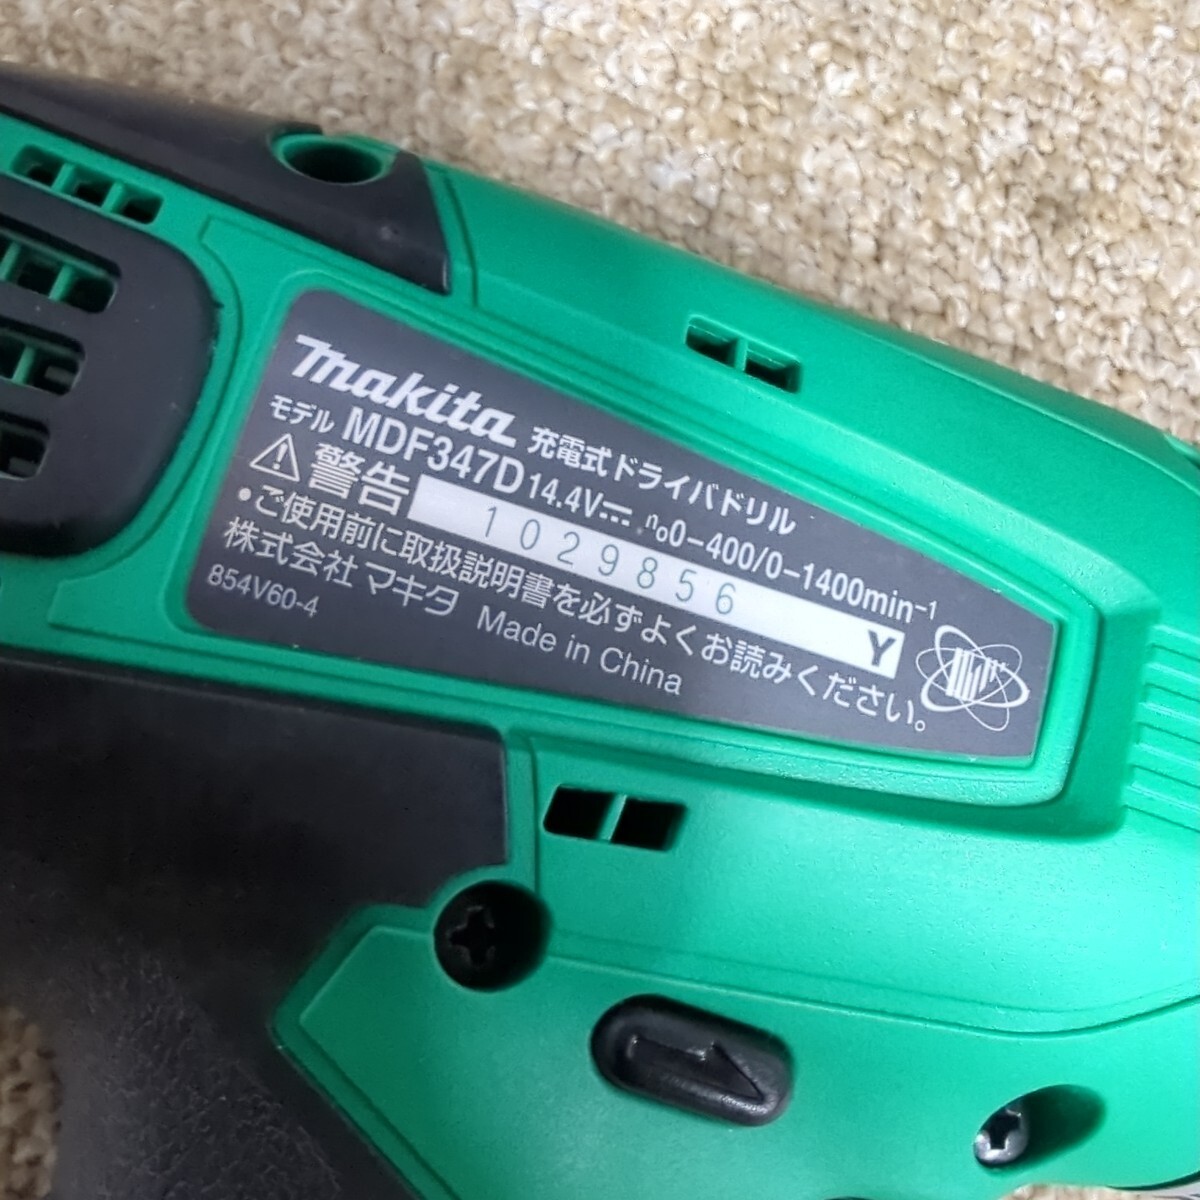 makita 充電式ドライバドリル
モデル MDF347D 14.4V⎓ n₀0-400/0-1400min⁻¹
⚠警告 1029856 Y
•ご使用前に取扱説明書を必ずよくお読みください。
株式会社マキタ Made in China
854V60-4